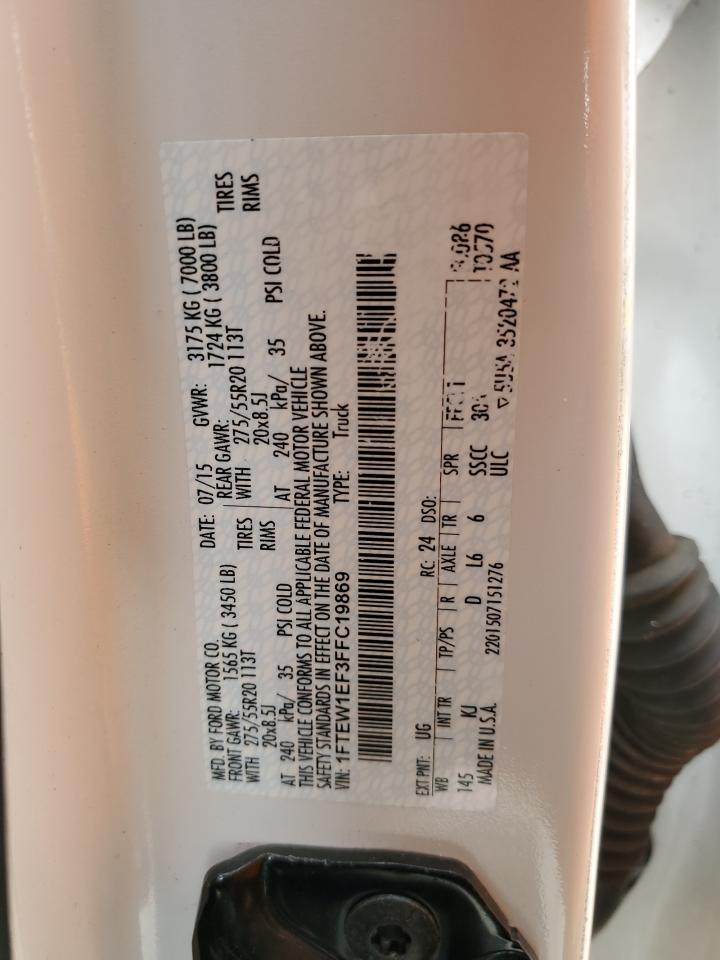 MFD. BY FORD MOTOR CO.
DATE: 07/15 GVWR: 3175 KG ( 7000 LB)
FRONT GAWR: 1565 KG ( 3450 LB)
REAR GAWR: 1724 KG ( 3800 LB)
WITH 275/55R20 113T TIRES
WITH 275/55R20 113T TIRES
20x8.5J RIMS
20x8.5J RIMS
AT 240 kPa/ 35 PSI COLD
AT 240 kPa/ 35 PSI COLD
THIS VEHICLE CONFORMS TO ALL APPLICABLE FEDERAL MOTOR VEHICLE
SAFETY STANDARDS IN EFFECT ON THE DATE OF MANUFACTURE SHOWN ABOVE.
VIN: 1FTEW1EF3FFC19869 TYPE: Truck
EXT PNT: UG RC: 24 DSO:
WB INT TR TP/PS R AXLE TR SPR
145 KU D L6 6 SSCC
MADE IN U.S.A. 2201507151276 ULC